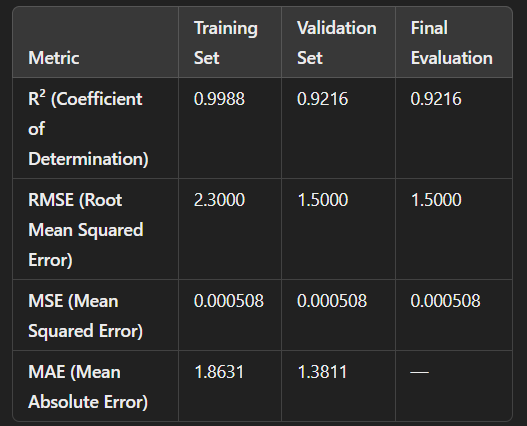 Training Validation Final
Metric Set Set Evaluation
R² (Coefficient 0.9988 0.9216 0.9216
of
Determination)
RMSE (Root 2.3000 1.5000 1.5000
Mean Squared
Error)
MSE (Mean 0.000508 0.000508 0.000508
Squared Error)
MAE (Mean 1.8631 1.3811 —
Absolute Error)